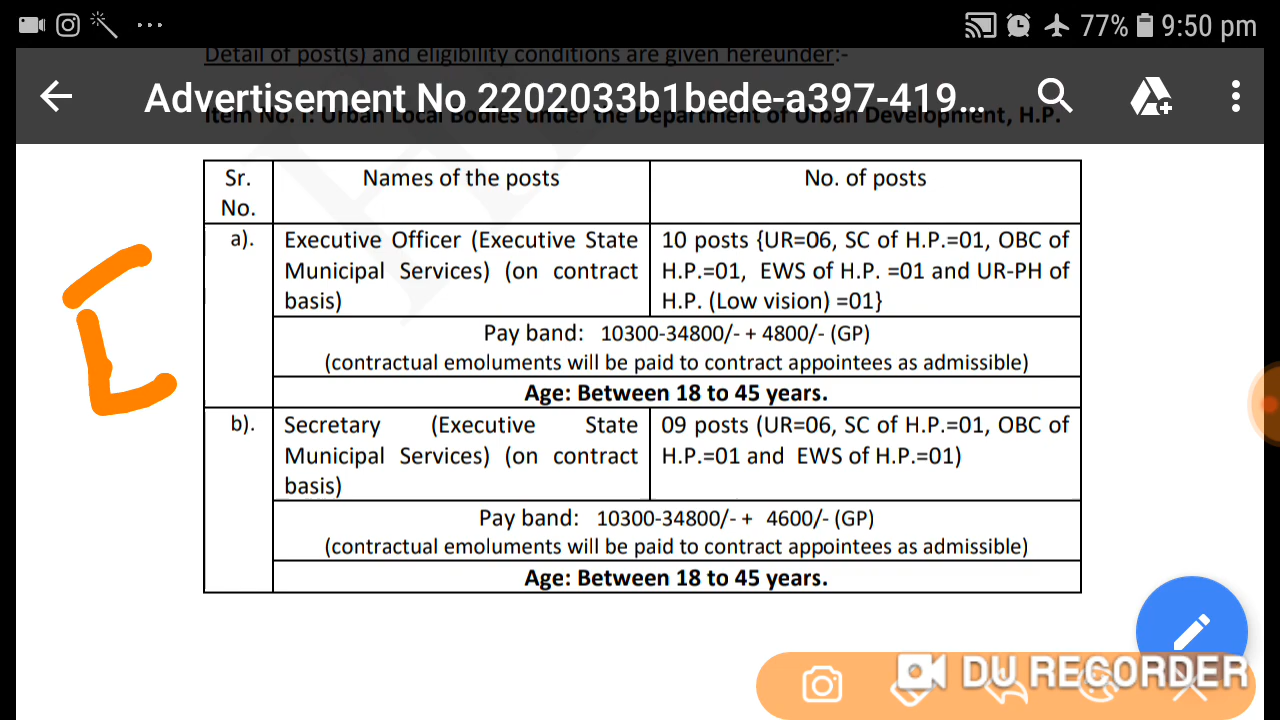 77% 9:50 pm
Detail of post(s) and eligibility conditions are given hereunder:-
Advertisement No 2202033b1bede-a397-419...
Item No. I: Urban Local Bodies under the Department of Urban Development, H.P.
Sr. No. Names of the posts No. of posts
a). Executive Officer (Executive State Municipal Services) (on contract basis) 10 posts {UR=06, SC of H.P.=01, OBC of H.P.=01, EWS of H.P. =01 and UR-PH of H.P. (Low vision) =01}
Pay band: 10300-34800/- + 4800/- (GP)
(contractual emoluments will be paid to contract appointees as admissible)
Age: Between 18 to 45 years.
b). Secretary (Executive State Municipal Services) (on contract basis) 09 posts (UR=06, SC of H.P.=01, OBC of H.P.=01 and EWS of H.P.=01)
Pay band: 10300-34800/- + 4600/- (GP)
(contractual emoluments will be paid to contract appointees as admissible)
Age: Between 18 to 45 years.
DU RECORDER